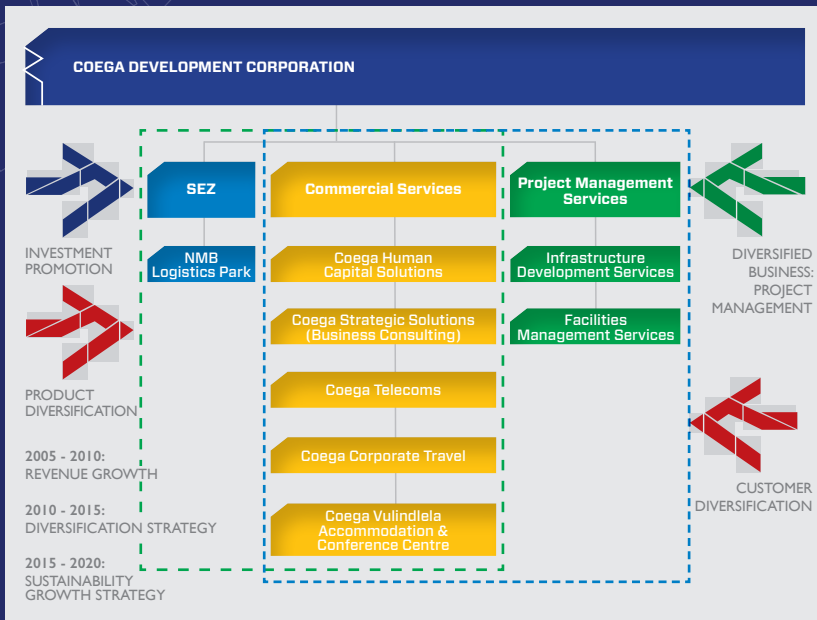 COEGA DEVELOPMENT CORPORATION
SEZ
Commercial Services
Project Management
Services
INVESTMENT
PROMOTION
NMB
Logistics Park
Coega Human
Capital Solutions
Infrastructure
Development Services
DIVERSIFIED
BUSINESS:
PROJECT
MANAGEMENT
Coega Strategic Solutions
(Business Consulting)
Facilities
Management Services
PRODUCT
DIVERSIFICATION
Coega Telecoms
Coega Corporate Travel
2005 - 2010:
REVENUE GROWTH
CUSTOMER
DIVERSIFICATION
2010 - 2015:
DIVERSIFICATION STRATEGY
Coega Vulindlela
Accommodation &
Conference Centre
2015 - 2020:
SUSTAINABILITY
GROWTH STRATEGY